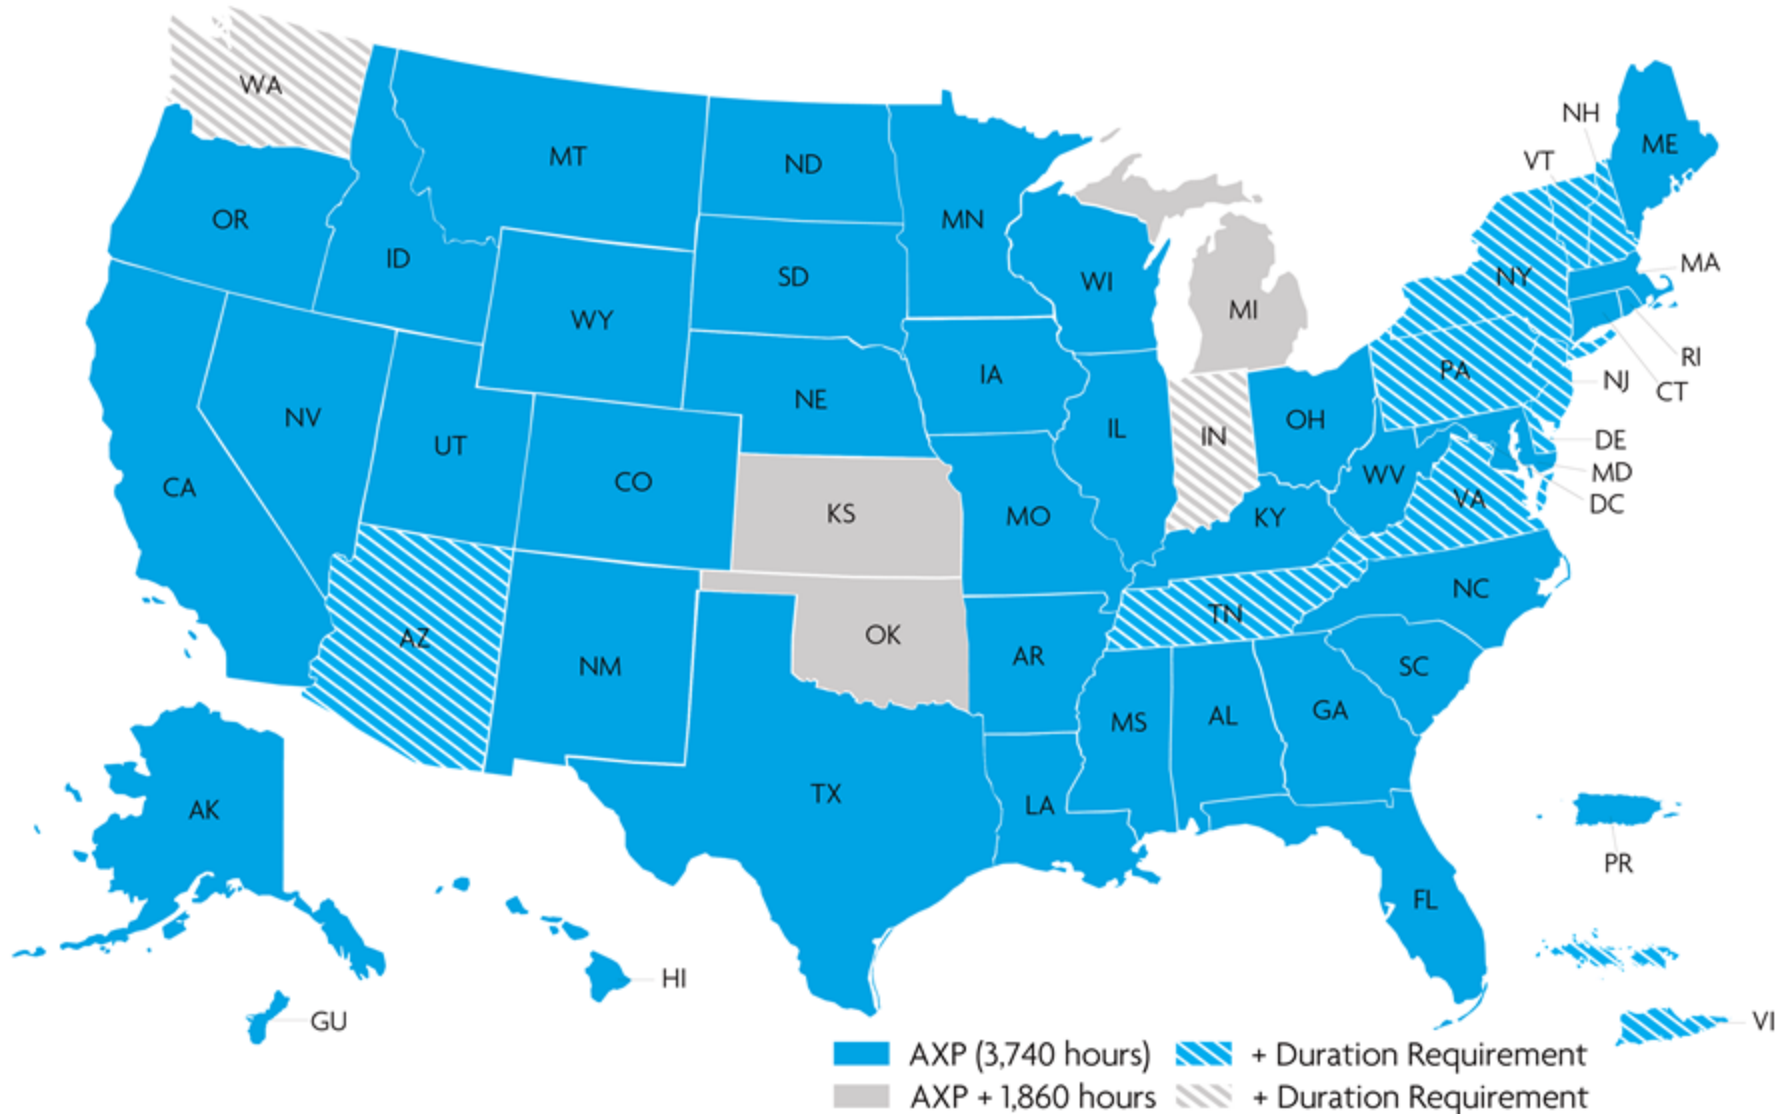 WA
NH
ME
VT
MT
ND
OR
MN
ID
SD
WI
NY
MA
WY
MI
RI
IA
PA
NJ
CT
NE
NV
UT
IL
IN
OH
DE
CA
CO
WV
MD
VA
DC
KS
MO
KY
NC
AZ
TN
OK
NM
AR
SC
MS
AL
GA
TX
LA
AK
PR
FL
HI
GU
VI
AXP (3,740 hours)
+ Duration Requirement
AXP + 1,860 hours
+ Duration Requirement